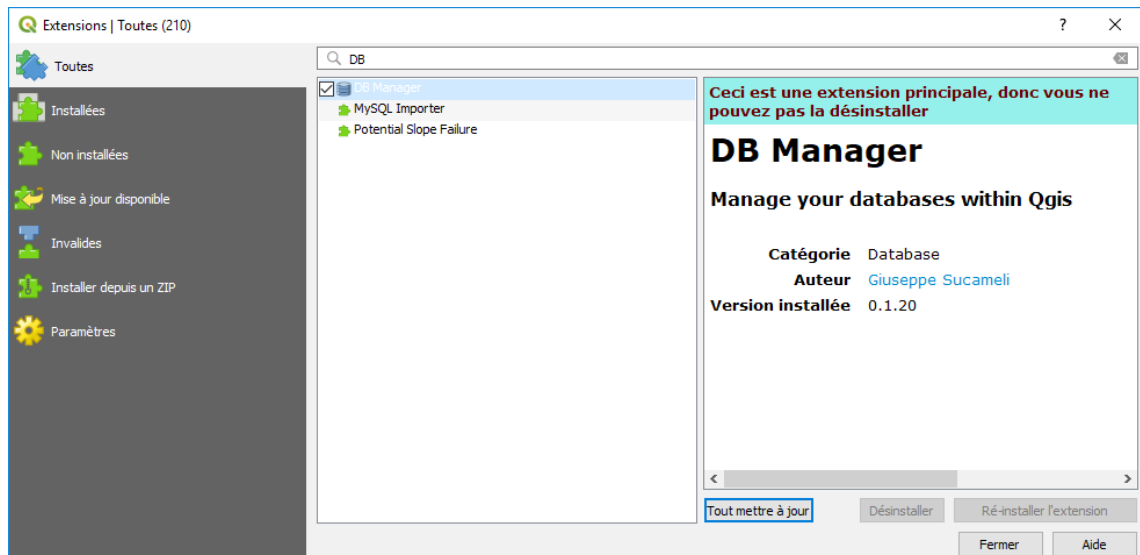 Extensions | Toutes (210)
?
Toutes
Installées
Non installées
Mise à jour disponible
Invalides
Installer depuis un ZIP
Paramètres
DB
DB Manager
MySQL Importer
Potential Slope Failure
Ceci est une extension principale, donc vous ne
pouvez pas la désinstaller
DB Manager
Manage your databases within Qgis
Catégorie Database
Auteur Giuseppe Sucameli
Version installée 0.1.20
Tout mettre à jour
Désinstaller
Ré-installer l'extension
Fermer
Aide